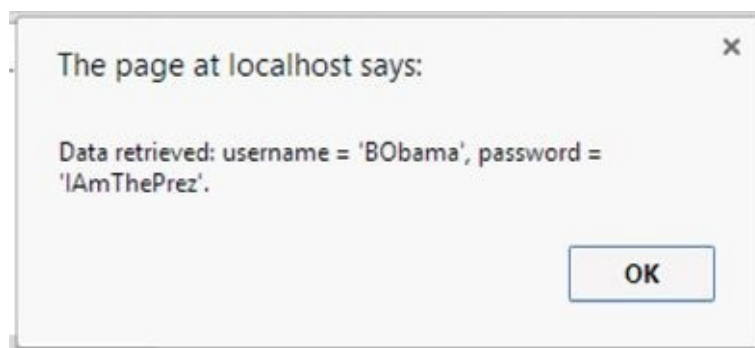 The page at localhost says:
×
Data retrieved: username = 'BObama', password =
'IAmThePrez'.
OK